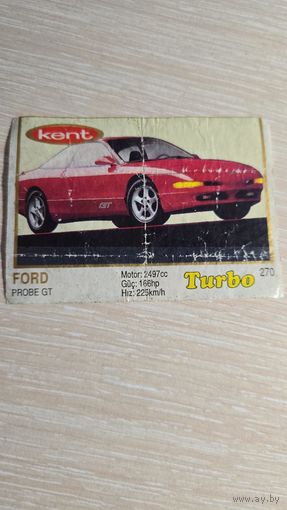 kent
GT
FORD
PROBE GT
Motor: 2497cc
Güç: 166hp
Hız: 225km/h
Turbo
270
www.ay.by